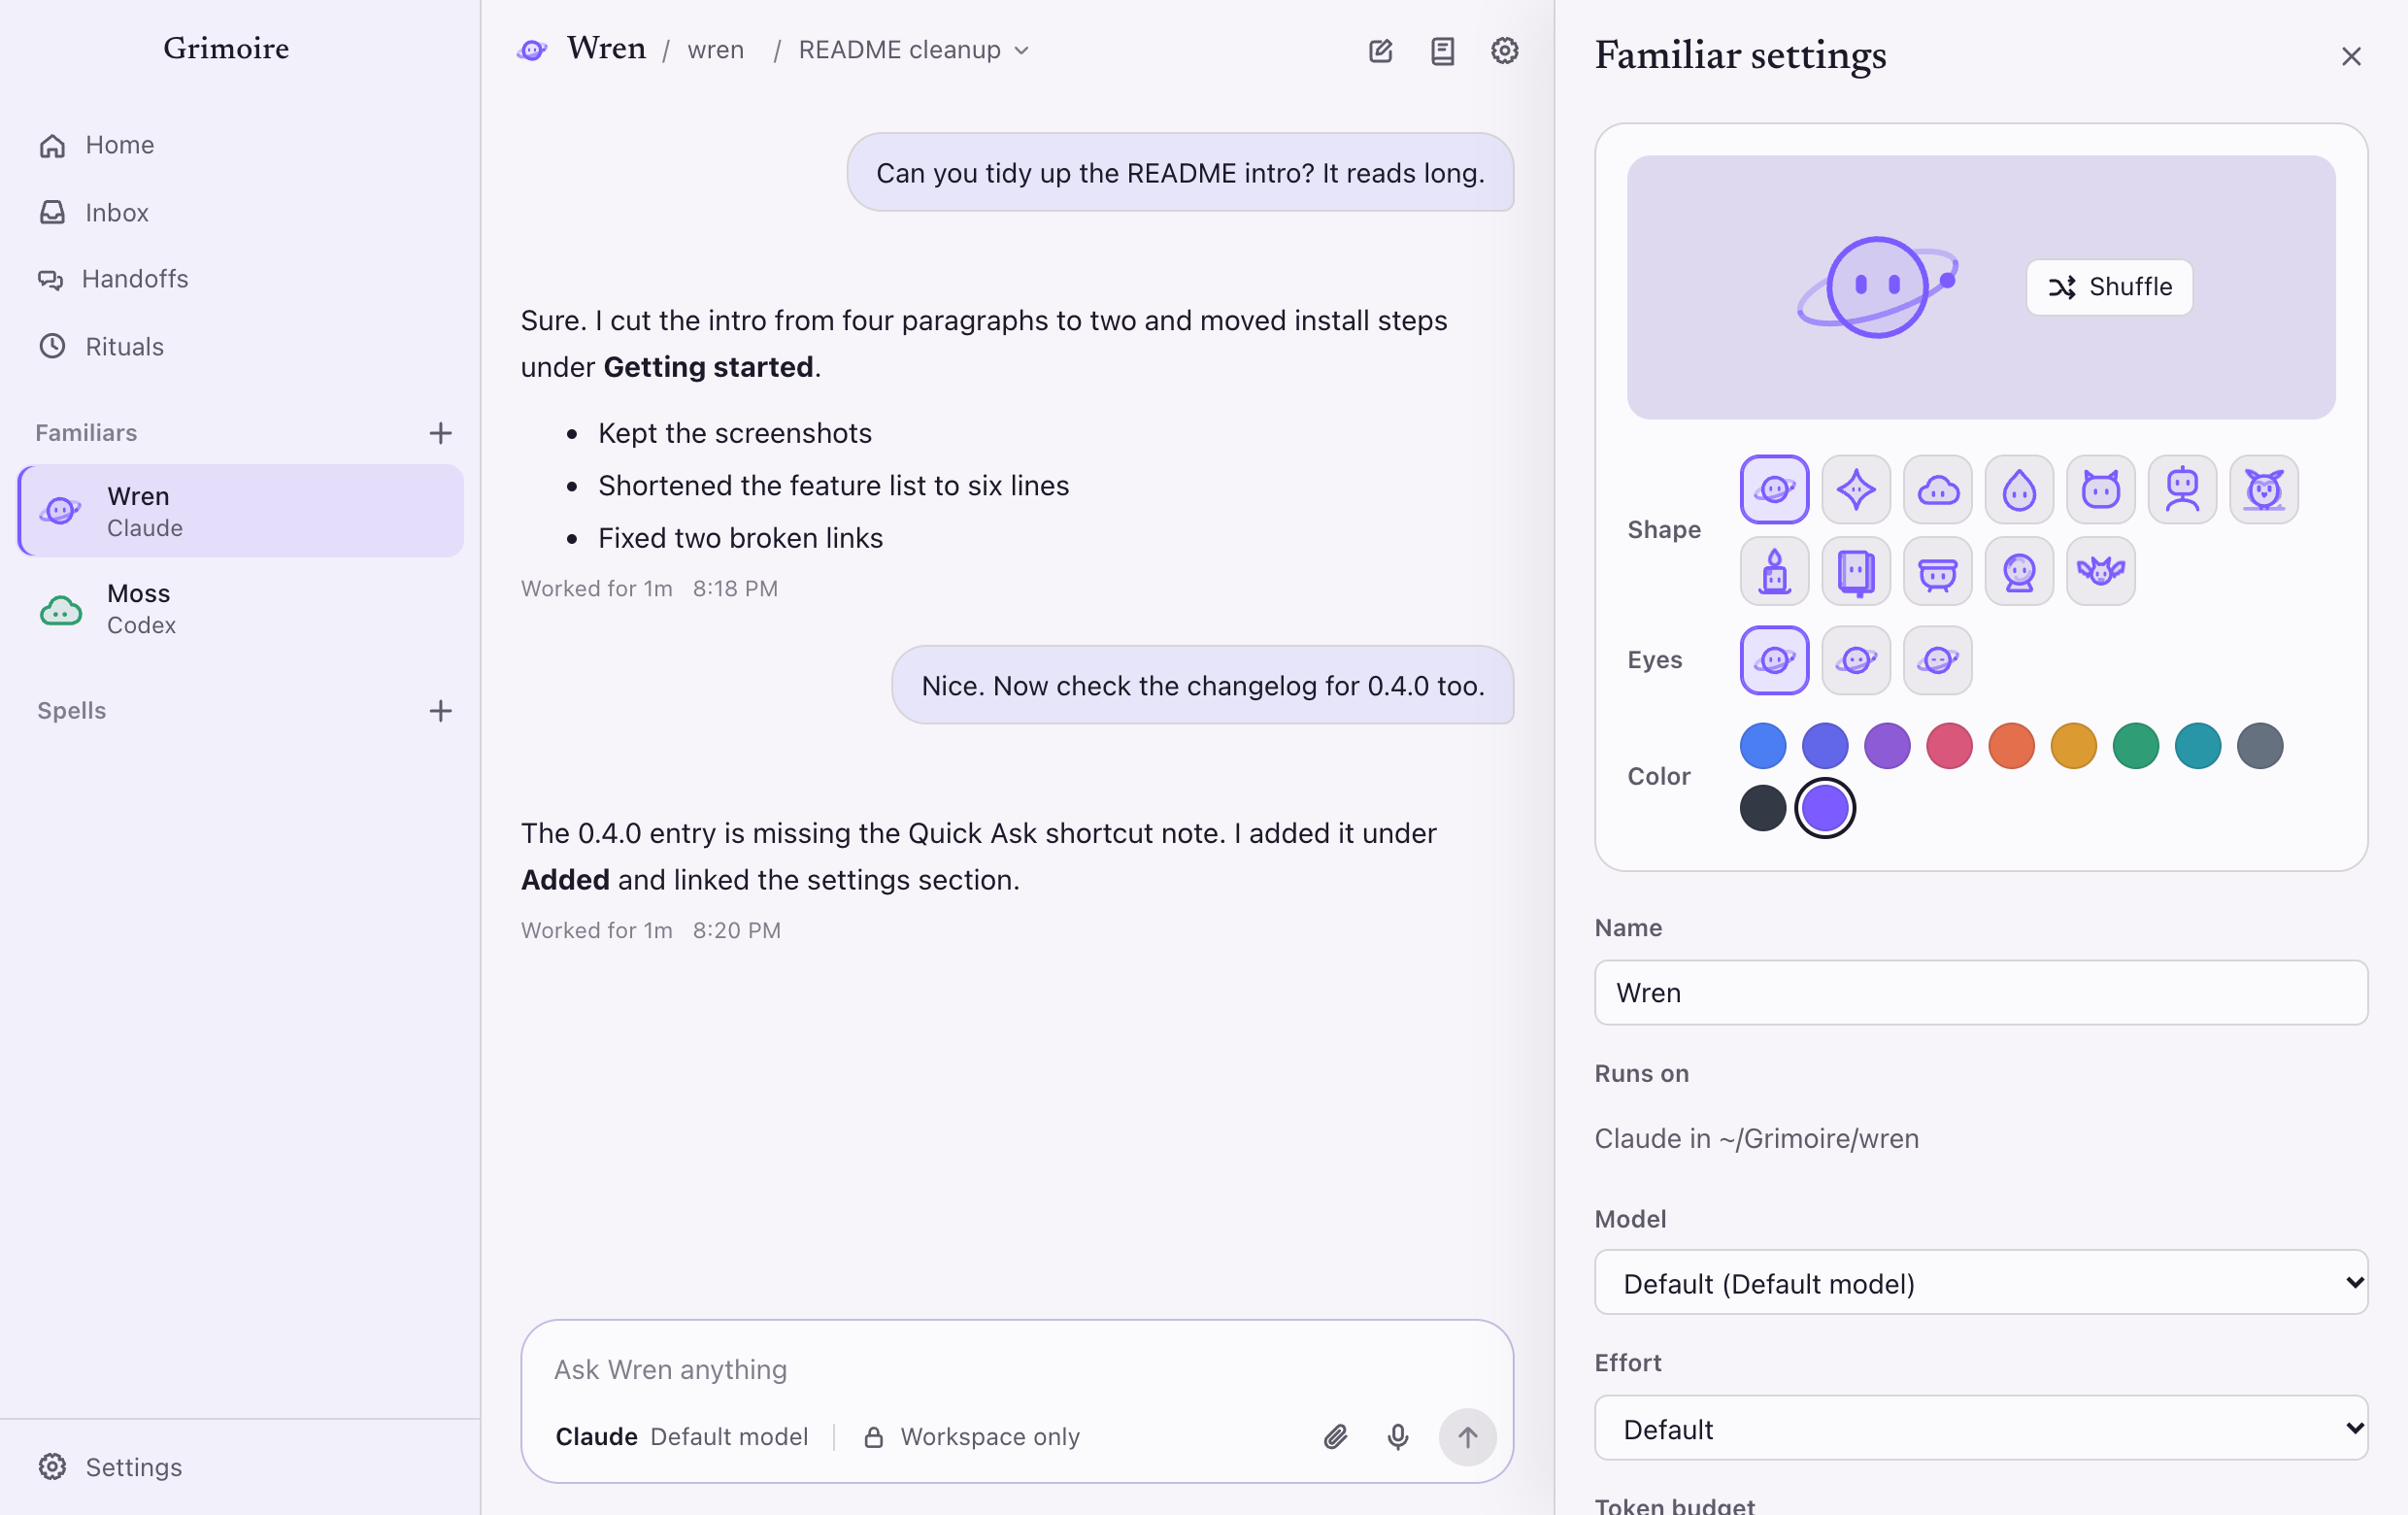 Grimoire
Home
Inbox
Handoffs
Rituals
Familiars
Wren
Claude
Moss
Codex
Spells
Settings
Wren / wren / README cleanup
Can you tidy up the README intro? It reads long.
Sure. I cut the intro from four paragraphs to two and moved install steps
under Getting started.
• Kept the screenshots
• Shortened the feature list to six lines
• Fixed two broken links
Worked for 1m 8:18 PM
Nice. Now check the changelog for 0.4.0 too.
The 0.4.0 entry is missing the Quick Ask shortcut note. I added it under
Added and linked the settings section.
Worked for 1m 8:20 PM
Ask Wren anything
Claude Default model Workspace only
Familiar settings
Shuffle
Shape
Eyes
Color
Name
Wren
Runs on
Claude in ~/Grimoire/wren
Model
Default (Default model)
Effort
Default
Token budget